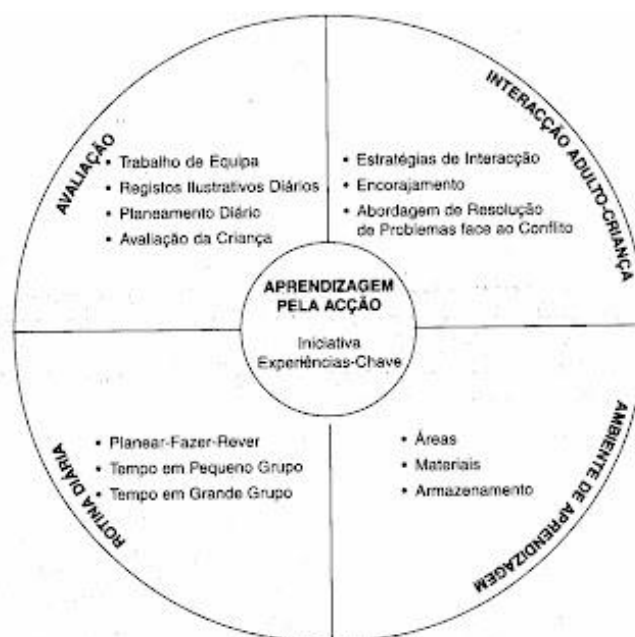 AVALIAÇÃO
• Trabalho de Equipa
• Registos Ilustrativos Diários
• Planeamento Diário
• Avaliação da Criança
INTERACÇÃO ADULTO-CRIANÇA
• Estratégias de Interacção
• Encorajamento
• Abordagem de Resolução
de Problemas face ao Conflito
APRENDIZAGEM
PELA ACÇÃO
Iniciativa
Experiências-Chave
ROTINA DIÁRIA
• Planear-Fazer-Rever
• Tempo em Pequeno Grupo
• Tempo em Grande Grupo
AMBIENTE DE APRENDIZAGEM
• Áreas
• Materiais
• Armazenamento